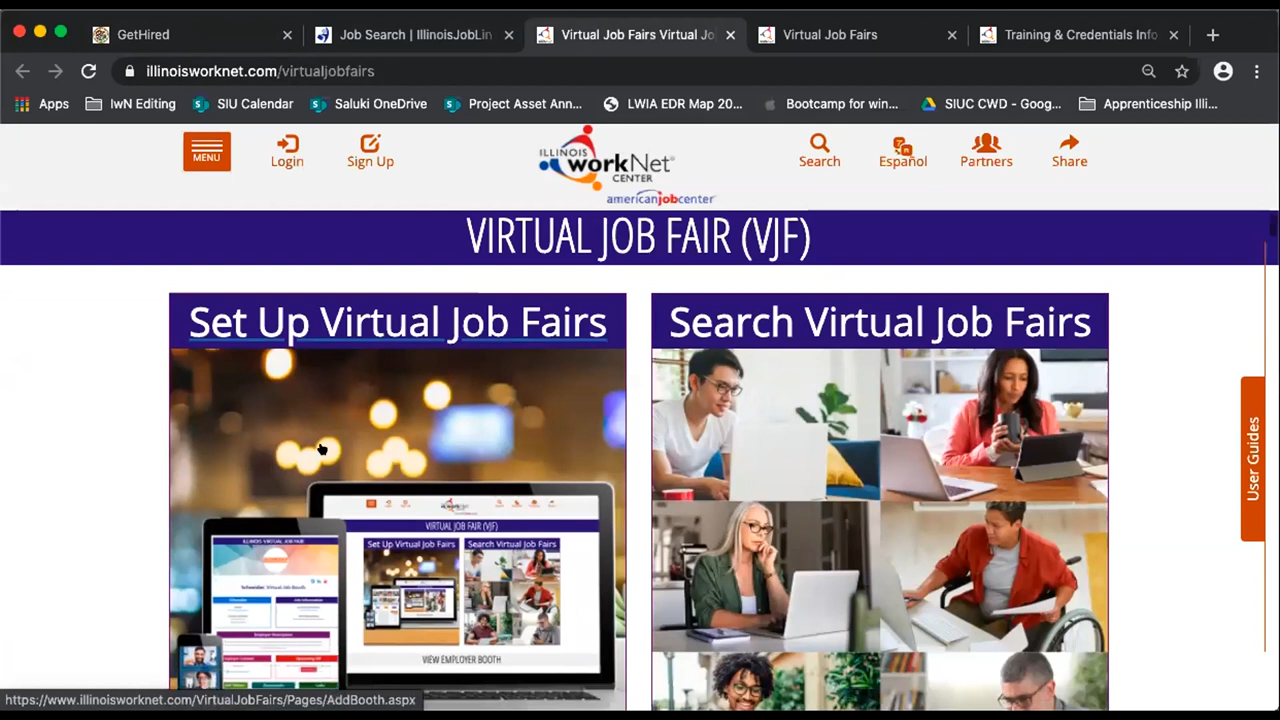 GetHired
Job Search | IllinoisJobLin
Virtual Job Fairs Virtual Jo
Virtual Job Fairs
Training & Credentials Info
illinoisworknet.com/virtualjobfairs
Apps
IwN Editing
SIU Calendar
Saluki OneDrive
Project Asset Ann...
LWIA EDR Map 20...
Bootcamp for win...
SIUC CWD - Goog...
Apprenticeship Illi...
MENU
Login
Sign Up
ILLINOIS
workNet
CENTER
americanjobcenter
Search
Español
Partners
Share
VIRTUAL JOB FAIR (VJF)
Set Up Virtual Job Fairs
Search Virtual Job Fairs
VIRTUAL JOB FAIR (VJF)
Set Up Virtual Job Fairs
Search Virtual Job Fairs
VIEW EMPLOYER BOOTH
ILLINOIS VIRTUAL JOB FAIR
User Guides
https://www.illinoisworknet.com/VirtualJobFairs/Pages/AddBooth.aspx